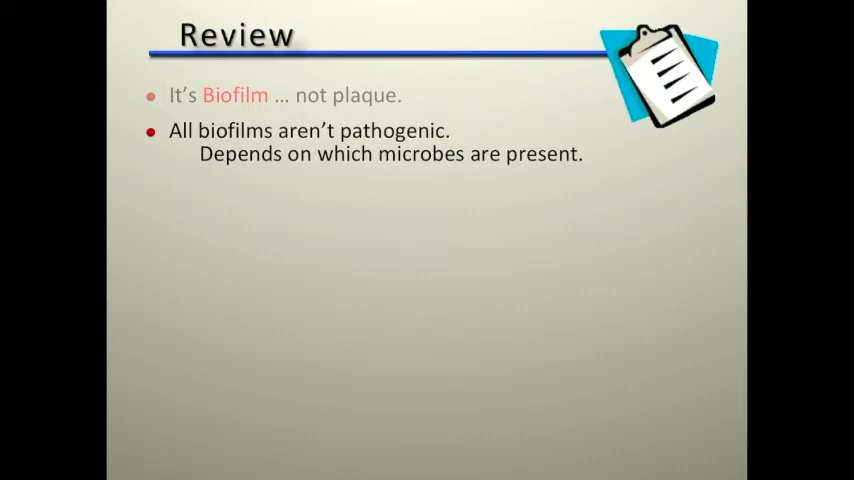 Review
It’s Biofilm … not plaque.
All biofilms aren’t pathogenic.
Depends on which microbes are present.